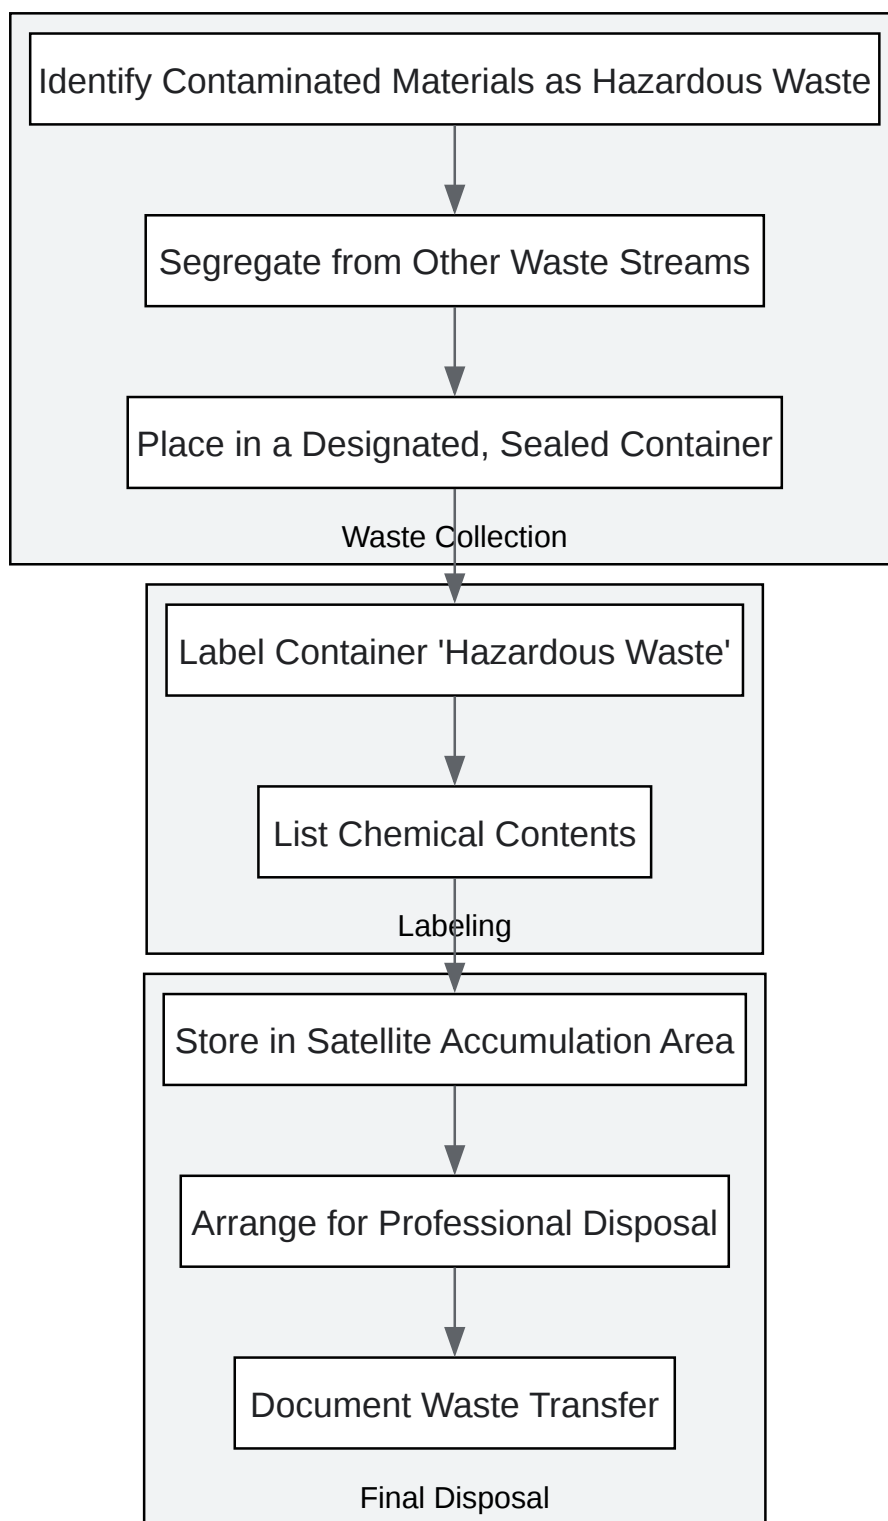 Identify Contaminated Materials as Hazardous Waste
Segregate from Other Waste Streams
Place in a Designated, Sealed Container
Waste Collection
Label Container 'Hazardous Waste'
List Chemical Contents
Labeling
Store in Satellite Accumulation Area
Arrange for Professional Disposal
Document Waste Transfer
Final Disposal